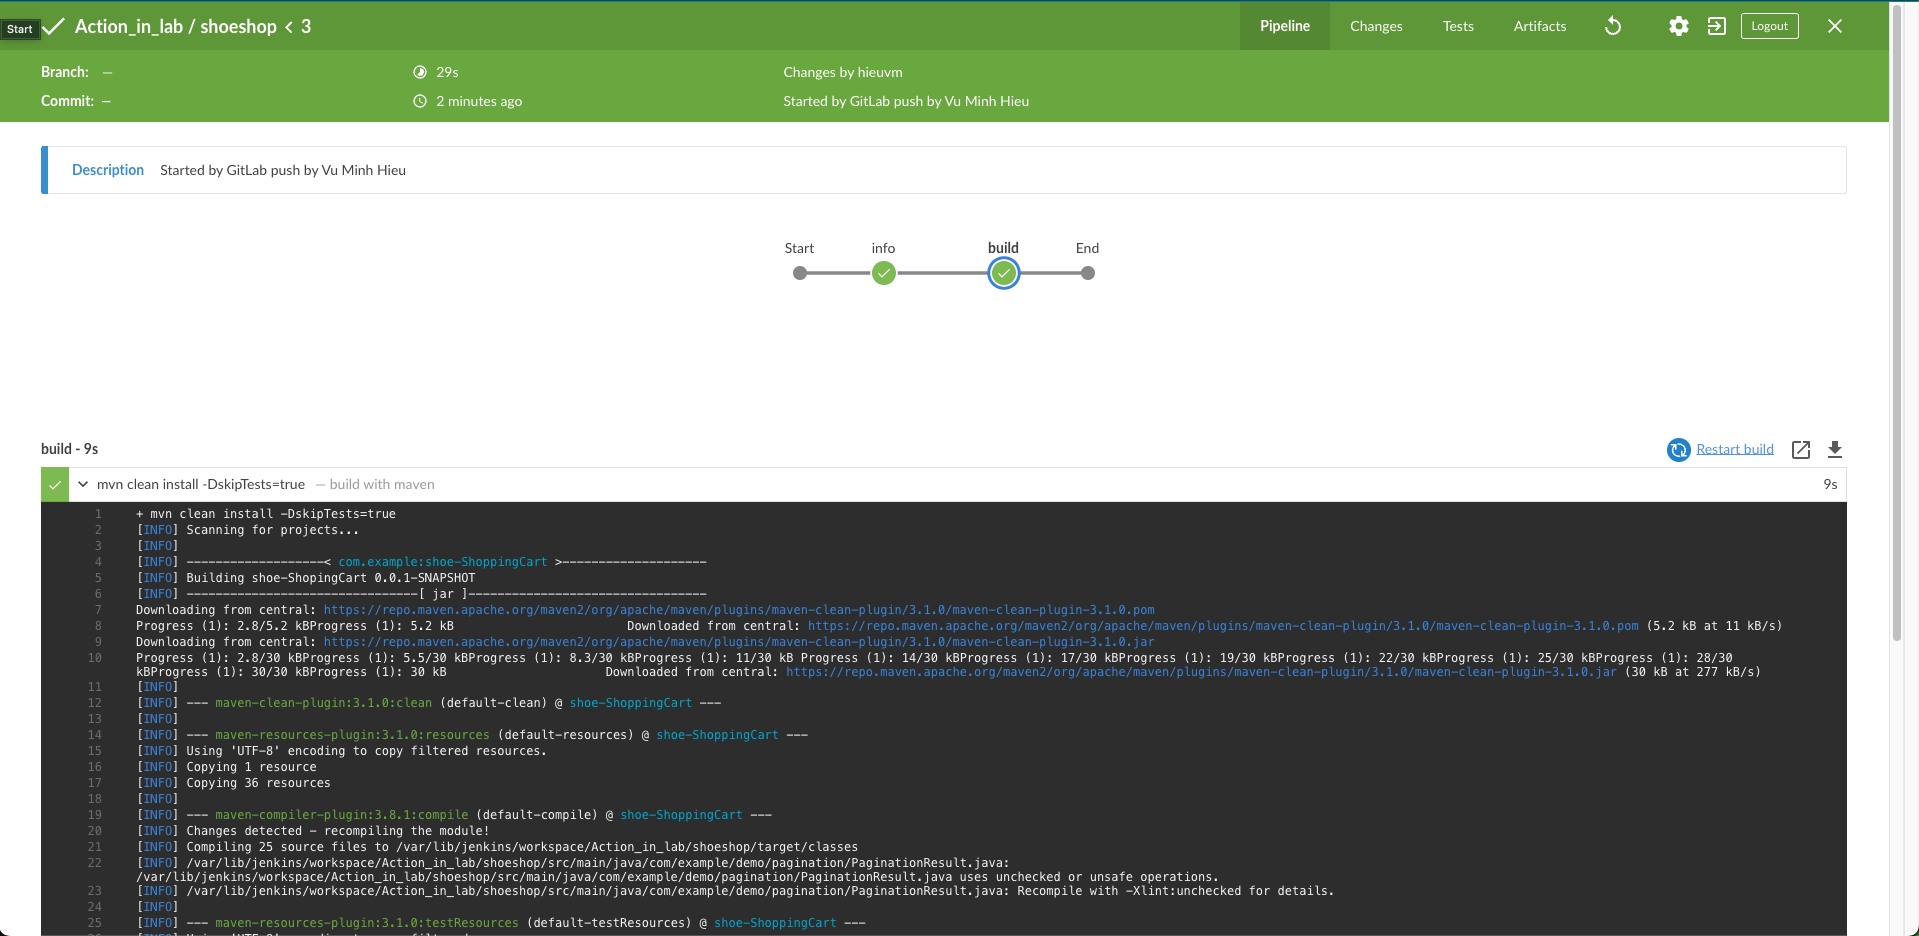 Start
Action_in_lab / shoeshop < 3
Pipeline
Changes
Tests
Artifacts
Logout
Branch: —
29s
Changes by hieuvm
Commit: —
2 minutes ago
Started by GitLab push by Vu Minh Hieu
Description Started by GitLab push by Vu Minh Hieu
Start info build End
build - 9s
Restart build
mvn clean install -DskipTests=true — build with maven 9s
1 + mvn clean install -DskipTests=true
2 [INFO] Scanning for projects...
3 [INFO]
4 [INFO] -------------------< com.example:shoe-ShoppingCart >--------------------
5 [INFO] Building shoe-ShopingCart 0.0.1-SNAPSHOT
6 [INFO] --------------------------------[ jar ]---------------------------------
7 Downloading from central: https://repo.maven.apache.org/maven2/org/apache/maven/plugins/maven-clean-plugin/3.1.0/maven-clean-plugin-3.1.0.pom
8 Progress (1): 2.8/5.2 kBProgress (1): 5.2 kB Downloaded from central: https://repo.maven.apache.org/maven2/org/apache/maven/plugins/maven-clean-plugin/3.1.0/maven-clean-plugin-3.1.0.pom (5.2 kB at 11 kB/s)
9 Downloading from central: https://repo.maven.apache.org/maven2/org/apache/maven/plugins/maven-clean-plugin/3.1.0/maven-clean-plugin-3.1.0.jar
10 Progress (1): 2.8/30 kBProgress (1): 5.5/30 kBProgress (1): 8.3/30 kBProgress (1): 11/30 kB Progress (1): 14/30 kBProgress (1): 17/30 kBProgress (1): 19/30 kBProgress (1): 22/30 kBProgress (1): 25/30 kBProgress (1): 28/30
kBProgress (1): 30/30 kBProgress (1): 30 kB Downloaded from central: https://repo.maven.apache.org/maven2/org/apache/maven/plugins/maven-clean-plugin/3.1.0/maven-clean-plugin-3.1.0.jar (30 kB at 277 kB/s)
11 [INFO]
12 [INFO] --- maven-clean-plugin:3.1.0:clean (default-clean) @ shoe-ShoppingCart ---
13 [INFO]
14 [INFO] --- maven-resources-plugin:3.1.0:resources (default-resources) @ shoe-ShoppingCart ---
15 [INFO] Using 'UTF-8' encoding to copy filtered resources.
16 [INFO] Copying 1 resource
17 [INFO] Copying 36 resources
18 [INFO]
19 [INFO] --- maven-compiler-plugin:3.8.1:compile (default-compile) @ shoe-ShoppingCart ---
20 [INFO] Changes detected - recompiling the module!
21 [INFO] Compiling 25 source files to /var/lib/jenkins/workspace/Action_in_lab/shoeshop/target/classes
22 [INFO] /var/lib/jenkins/workspace/Action_in_lab/shoeshop/src/main/java/com/example/demo/pagination/PaginationResult.java:
/var/lib/jenkins/workspace/Action_in_lab/shoeshop/src/main/java/com/example/demo/pagination/PaginationResult.java uses unchecked or unsafe operations.
23 [INFO] /var/lib/jenkins/workspace/Action_in_lab/shoeshop/src/main/java/com/example/demo/pagination/PaginationResult.java: Recompile with -Xlint:unchecked for details.
24 [INFO]
25 [INFO] --- maven-resources-plugin:3.1.0:testResources (default-testResources) @ shoe-ShoppingCart ---